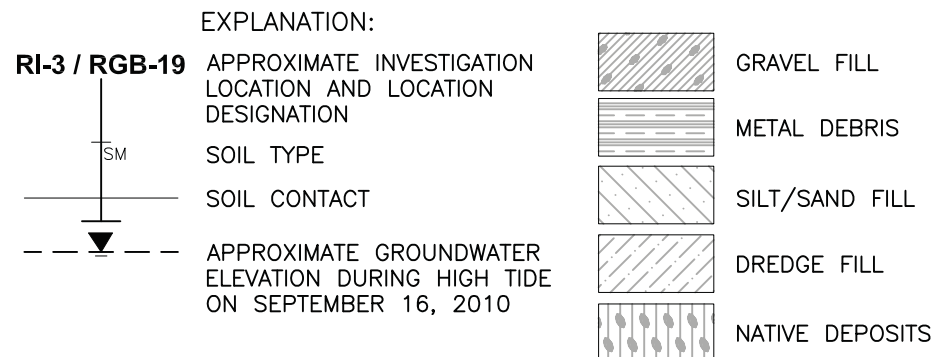 EXPLANATION:
RI-3 / RGB-19
APPROXIMATE INVESTIGATION
LOCATION AND LOCATION
DESIGNATION
SM
SOIL TYPE
SOIL CONTACT
APPROXIMATE GROUNDWATER
ELEVATION DURING HIGH TIDE
ON SEPTEMBER 16, 2010
GRAVEL FILL
METAL DEBRIS
SILT/SAND FILL
DREDGE FILL
NATIVE DEPOSITS